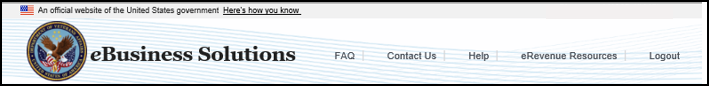 An official website of the United States government Here's how you know
eBusiness Solutions
FAQ Contact Us Help eRevenue Resources Logout